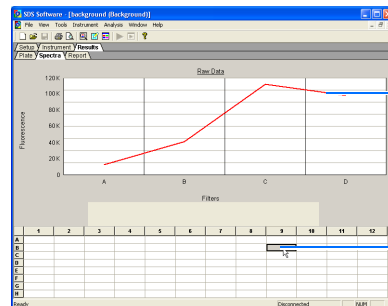 SDS Software - [background (Background)]
File View Tools Instrument Analysis Window Help
Setup Instrument Results
Plate Spectra Report
Raw Data
120K
100K
80K
60K
40K
20K
0
Fluorescence
A B C D
Filters
1 2 3 4 5 6 7 8 9 10 11 12
A
B
C
D
E
F
G
H
Ready Disconnected NUM